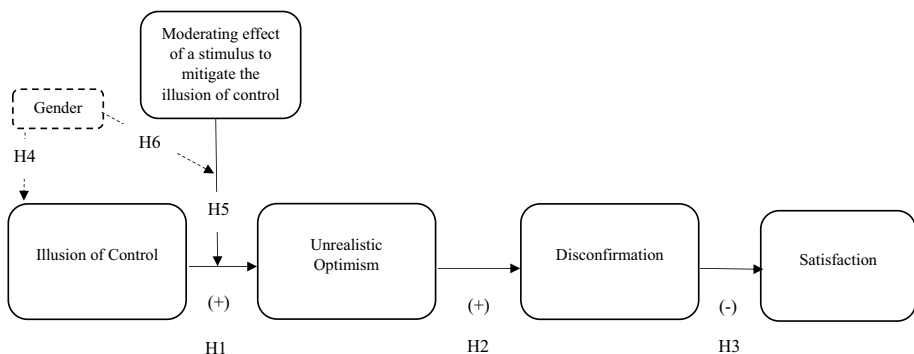 Moderating effect
of a stimulus to
mitigate the
illusion of control
Gender
H6
H4
H5
Illusion of Control
Unrealistic
Optimism
Disconfirmation
Satisfaction
(+)
(+)
(-)
H1
H2
H3